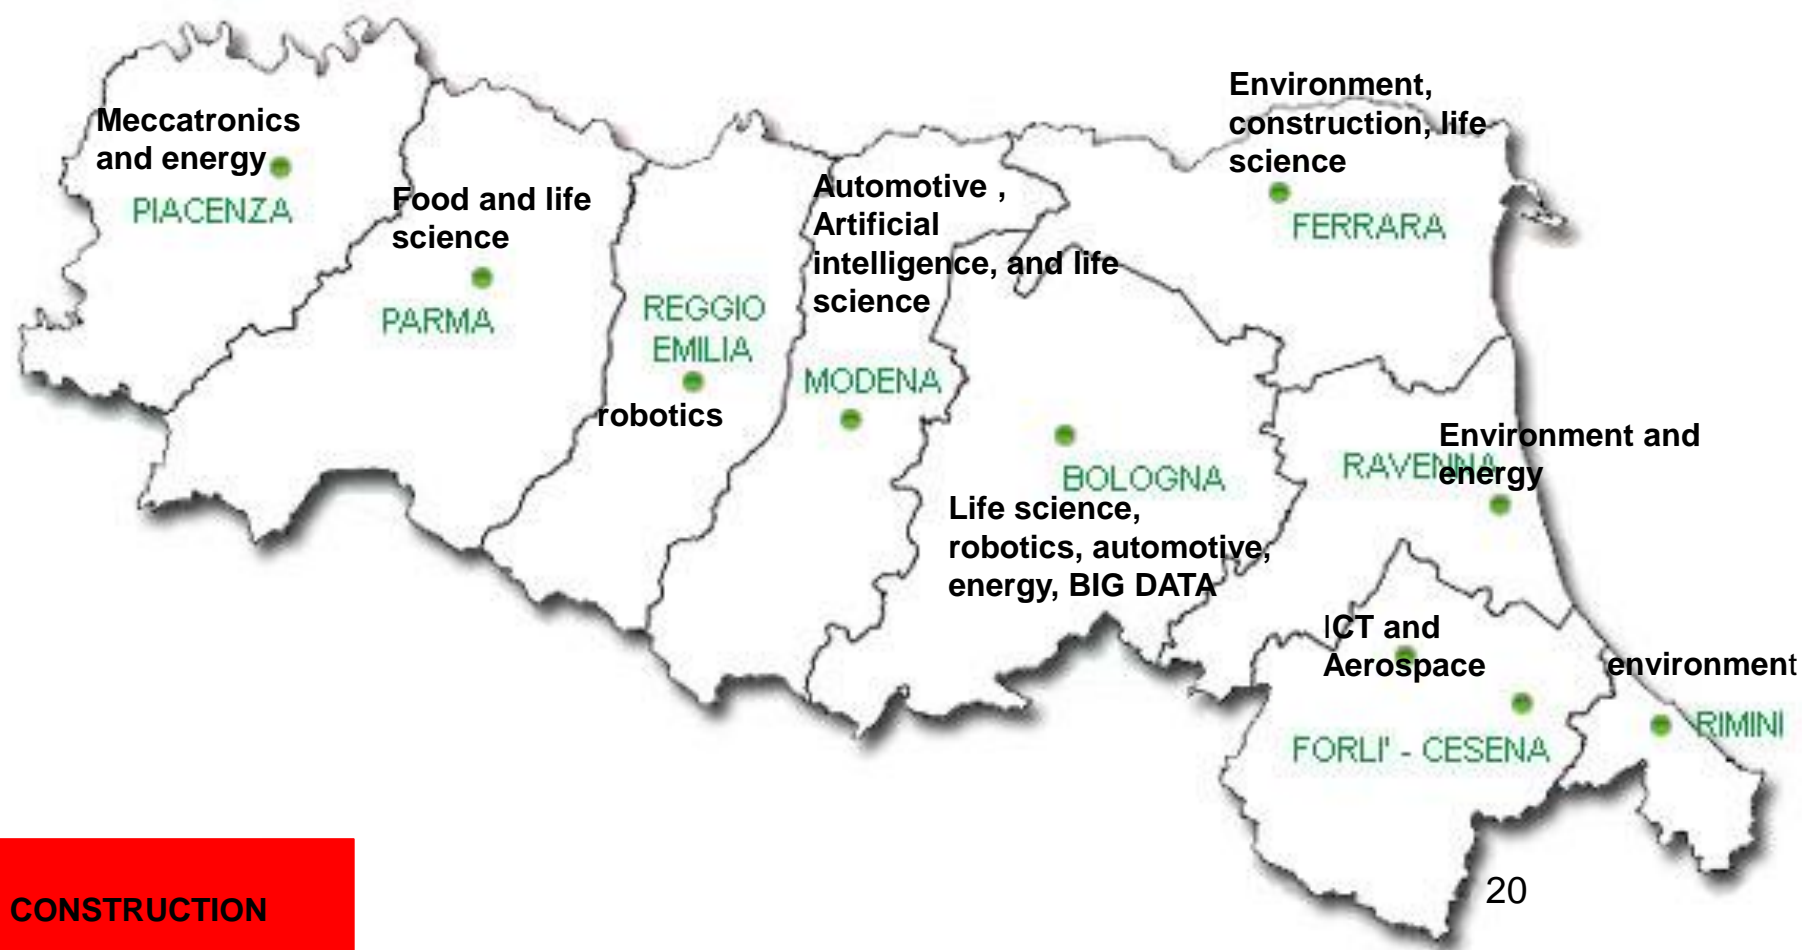 Meccatronics
and energy
PIACENZA
Food and life
science
PARMA
REGGIO
EMILIA
robotics
Automotive ,
Artificial
intelligence, and life
science
MODENA
Environment,
construction, life
science
FERRARA
BOLOGNA
Life science,
robotics, automotive,
energy, BIG DATA
Environment and
energy
RAVENNA
ICT and
Aerospace
FORLI' - CESENA
environment
RIMINI
CONSTRUCTION
20